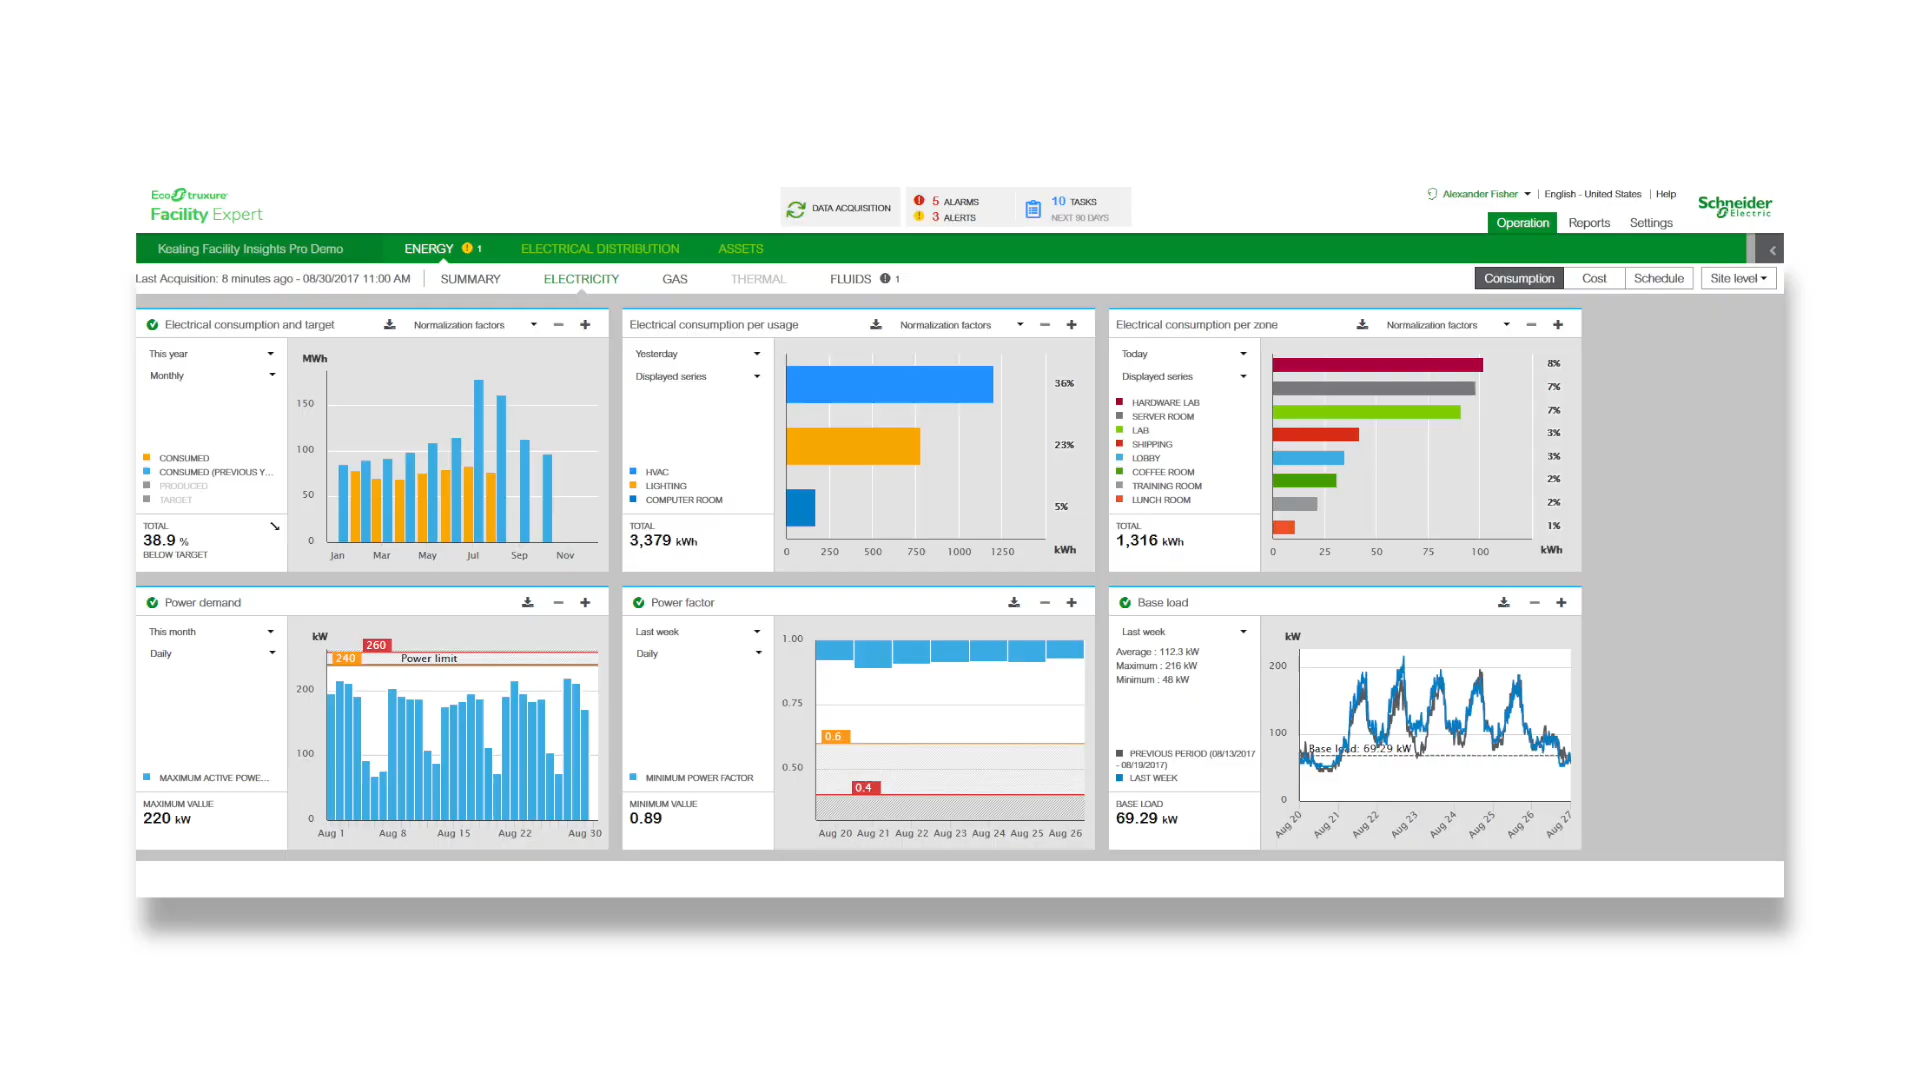 EcoStruxure
Facility Expert
DATA ACQUISITION
5 ALARMS
3 ALERTS
10 TASKS
NEXT 90 DAYS
Alexander Fisher | English - United States | Help
Operation Reports Settings
Schneider
Electric
Keating Facility Insights Pro Demo ENERGY 1 ELECTRICAL DISTRIBUTION ASSETS
Last Acquisition: 8 minutes ago - 08/30/2017 11:00 AM SUMMARY ELECTRICITY GAS THERMAL FLUIDS 1 Consumption Cost Schedule Site level
Electrical consumption and target Normalization factors
This year
Monthly
CONSUMED
CONSUMED (PREVIOUS Y...
PRODUCED
TARGET
TOTAL
38.9 %
BELOW TARGET
MWh
150
100
50
0
Jan Mar May Jul Sep Nov
Electrical consumption per usage Normalization factors
Yesterday
Displayed series
HVAC
LIGHTING
COMPUTER ROOM
TOTAL
3,379 kWh
36%
23%
5%
0 250 500 750 1000 1250 kWh
Electrical consumption per zone Normalization factors
Today
Displayed series
HARDWARE LAB
SERVER ROOM
LAB
SHIPPING
LOBBY
COFFEE ROOM
TRAINING ROOM
LUNCH ROOM
TOTAL
1,316 kWh
8%
7%
7%
3%
3%
2%
2%
1%
0 25 50 75 100 kWh
Power demand
This month
Daily
MAXIMUM ACTIVE POWE...
MAXIMUM VALUE
220 kW
kW
260
240 Power limit
200
100
0
Aug 1 Aug 8 Aug 15 Aug 22 Aug 30
Power factor
Last week
Daily
MINIMUM POWER FACTOR
MINIMUM VALUE
0.89
1.00
0.75
0.6
0.50
0.4
Aug 20 Aug 21 Aug 22 Aug 23 Aug 24 Aug 25 Aug 26
Base load
Last week
Average : 112.3 kW
Maximum : 216 kW
Minimum : 48 kW
PREVIOUS PERIOD (08/13/2017
- 08/19/2017)
LAST WEEK
BASE LOAD
69.29 kW
kW
200
100
0
Base load: 69.29 kW
Aug 20 Aug 21 Aug 22 Aug 23 Aug 24 Aug 25 Aug 26 Aug 27